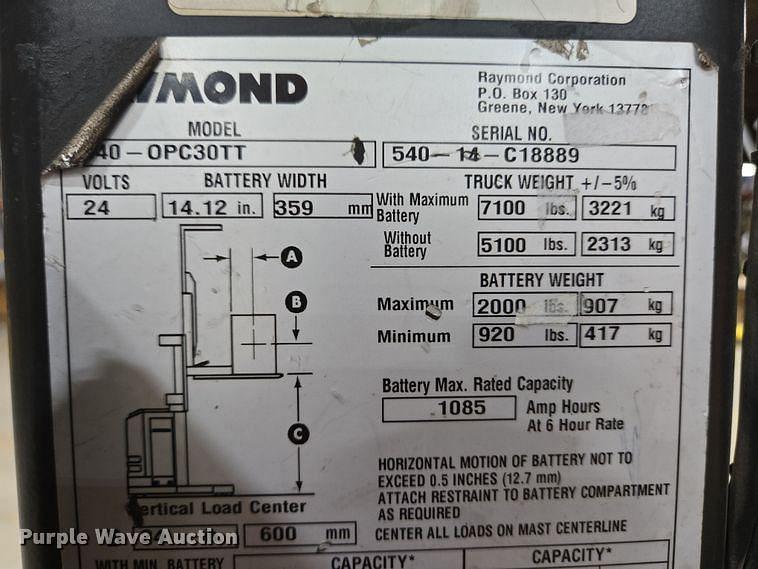 YMOND
Raymond Corporation
P.O. Box 130
Greene, New York 13778
MODEL
SERIAL NO.
40-OPC30TT
540-14-C18889
VOLTS
BATTERY WIDTH
TRUCK WEIGHT +/-5%
24
14.12 in.
359 mm
With Maximum Battery
7100 lbs.
3221 kg
Without Battery
5100 lbs.
2313 kg
BATTERY WEIGHT
Maximum
2000 lbs.
907 kg
Minimum
920 lbs.
417 kg
A
B
C
Battery Max. Rated Capacity
1085
Amp Hours
At 6 Hour Rate
HORIZONTAL MOTION OF BATTERY NOT TO
EXCEED 0.5 INCHES (12.7 mm)
ATTACH RESTRAINT TO BATTERY COMPARTMENT
AS REQUIRED
CENTER ALL LOADS ON MAST CENTERLINE
ertical Load Center
600 mm
Purple Wave Auction
WITH MIN. BATTERY
CAPACITY*
CAPACITY*